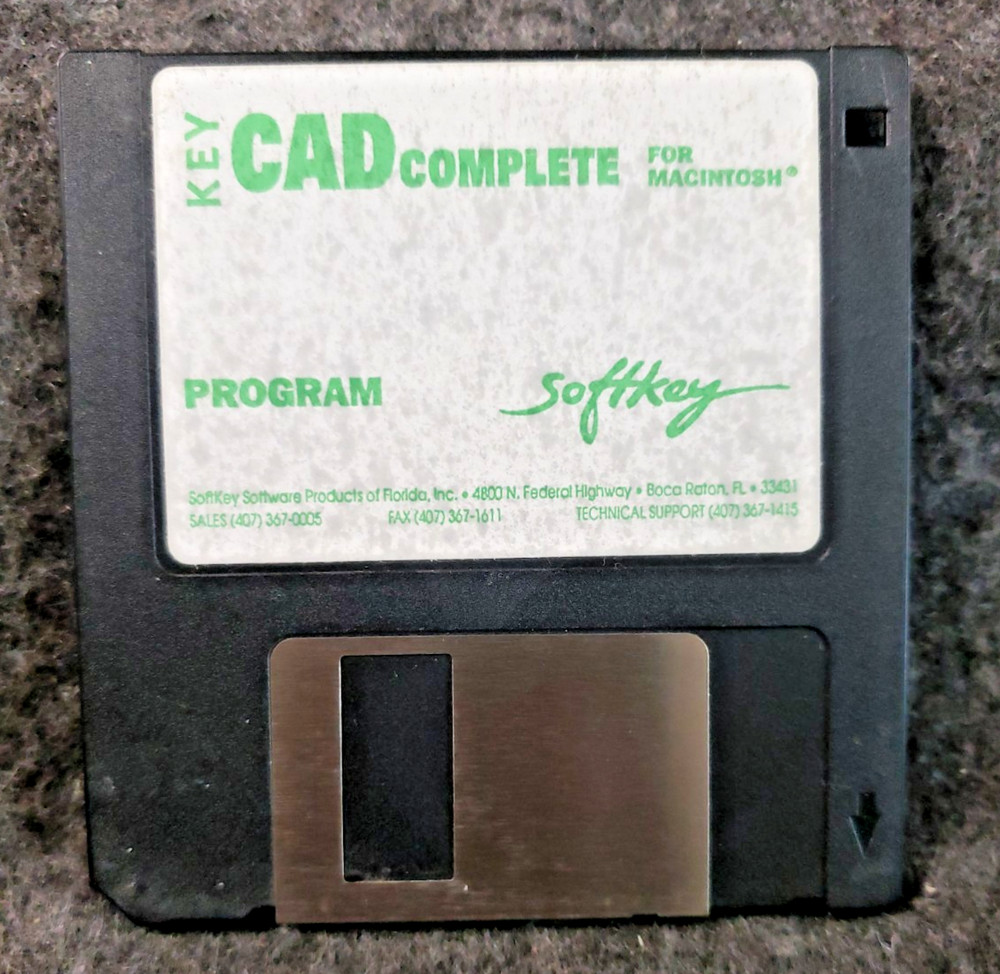 KEY CAD COMPLETE FOR MACINTOSH®
PROGRAM
Softkey
SoftKey Software Products of Florida, Inc. • 4800 N. Federal Highway • Boca Raton, FL • 33431
SALES (407) 367-0005 FAX (407) 367-1611 TECHNICAL SUPPORT (407) 367-1415